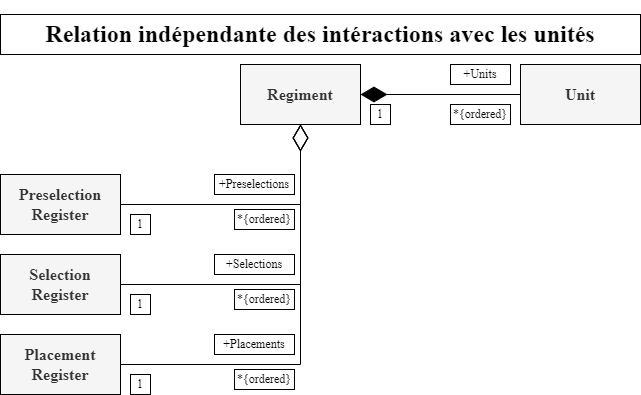 Relation indépendante des intéractions avec les unités
Regiment
+Units
1
*{ordered}
Unit
Preselection
Register
+Preselections
1
*{ordered}
Selection
Register
+Selections
1
*{ordered}
Placement
Register
+Placements
1
*{ordered}